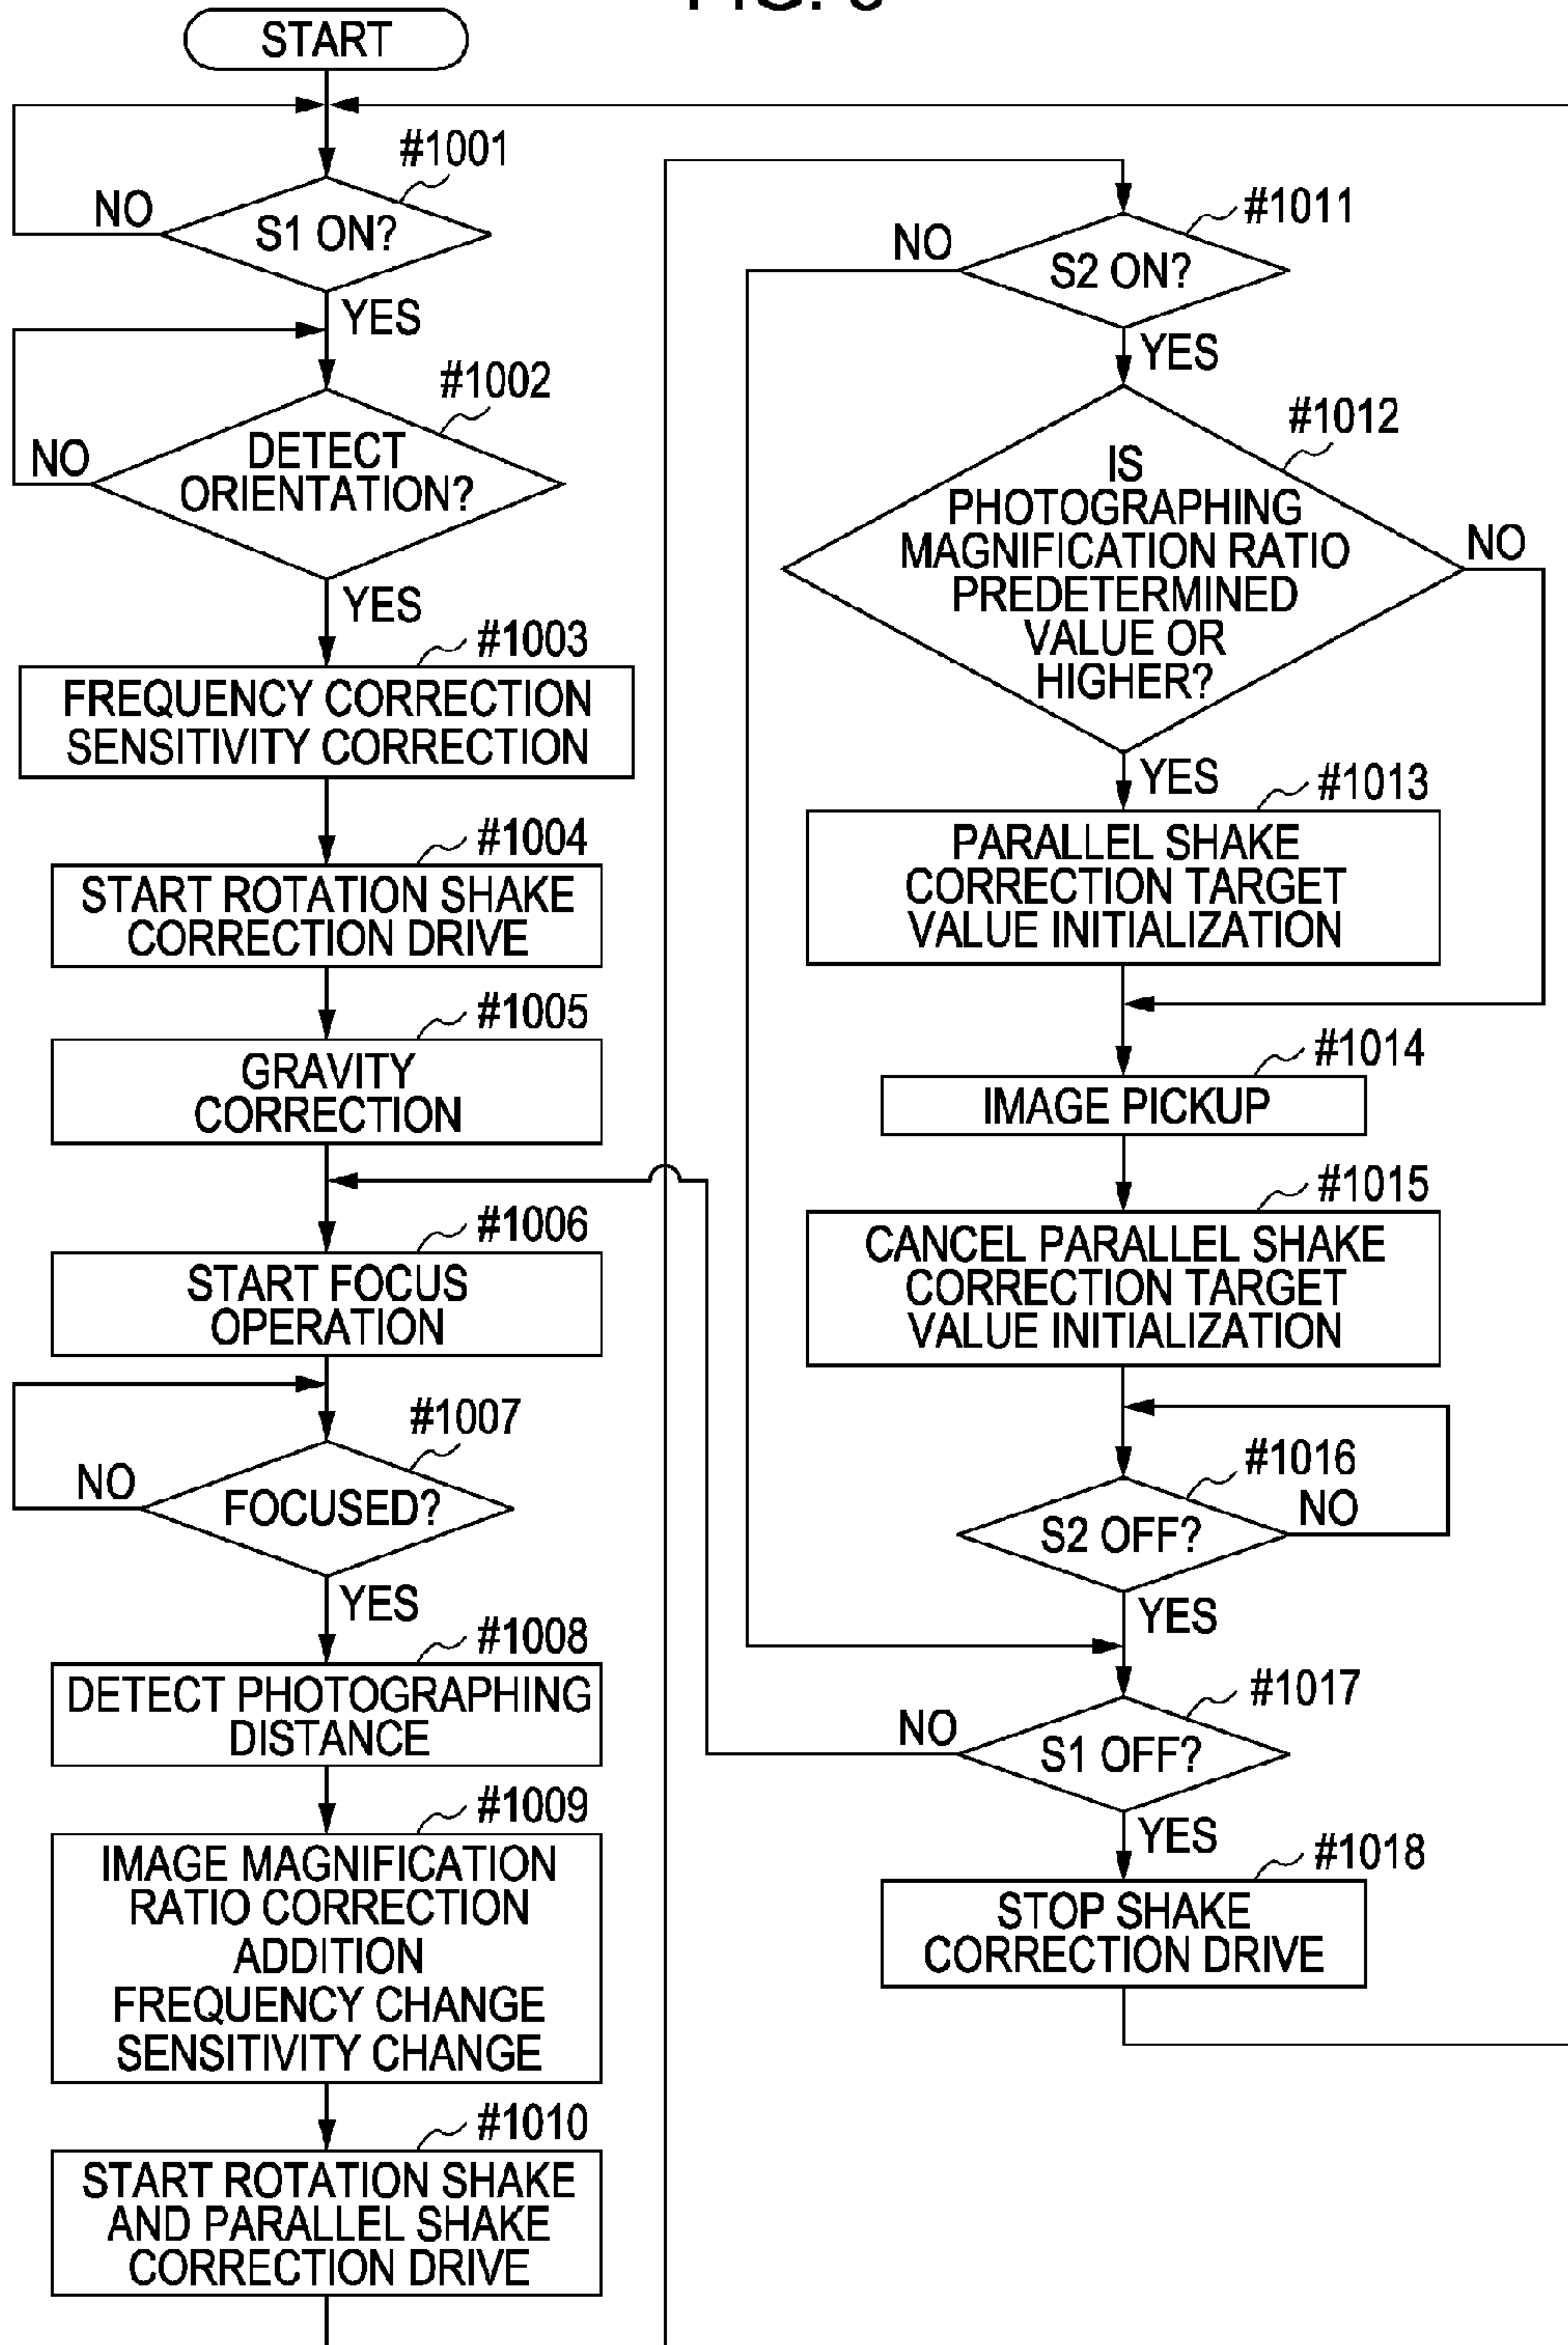 START
#1001
NO
S1 ON?
YES
#1002
NO
DETECT
ORIENTATION?
YES
#1003
FREQUENCY CORRECTION
SENSITIVITY CORRECTION
#1004
START ROTATION SHAKE
CORRECTION DRIVE
#1005
GRAVITY
CORRECTION
#1006
START FOCUS
OPERATION
#1007
NO
FOCUSED?
YES
#1008
DETECT PHOTOGRAPHING
DISTANCE
#1009
IMAGE MAGNIFICATION
RATIO CORRECTION
ADDITION
FREQUENCY CHANGE
SENSITIVITY CHANGE
#1010
START ROTATION SHAKE
AND PARALLEL SHAKE
CORRECTION DRIVE
#1011
NO
S2 ON?
YES
#1012
IS
PHOTOGRAPHING
MAGNIFICATION RATIO
PREDETERMINED
VALUE OR
HIGHER?
NO
YES
#1013
PARALLEL SHAKE
CORRECTION TARGET
VALUE INITIALIZATION
#1014
IMAGE PICKUP
#1015
CANCEL PARALLEL SHAKE
CORRECTION TARGET
VALUE INITIALIZATION
#1016
NO
S2 OFF?
YES
#1017
NO
S1 OFF?
YES
#1018
STOP SHAKE
CORRECTION DRIVE